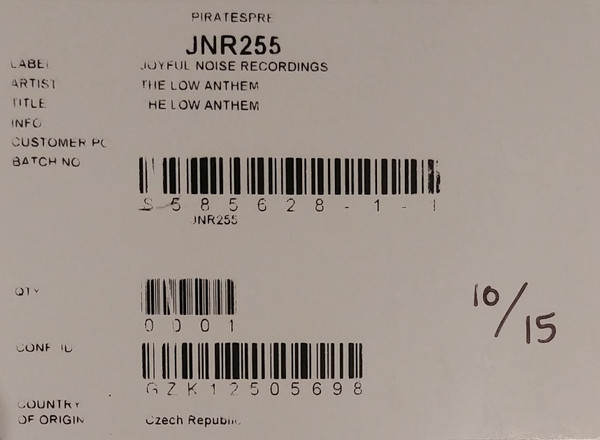 PIRATESPRE
JNR255
LABEL JOYFUL NOISE RECORDINGS
ARTIST THE LOW ANTHEM
TITLE HE LOW ANTHEM
INFO
CUSTOMER PO
BATCH NO
S585628-1-1
JNR255
QTY
0001
10/15
CONF ID
GZK12505698
COUNTRY
OF ORIGIN Czech Republic